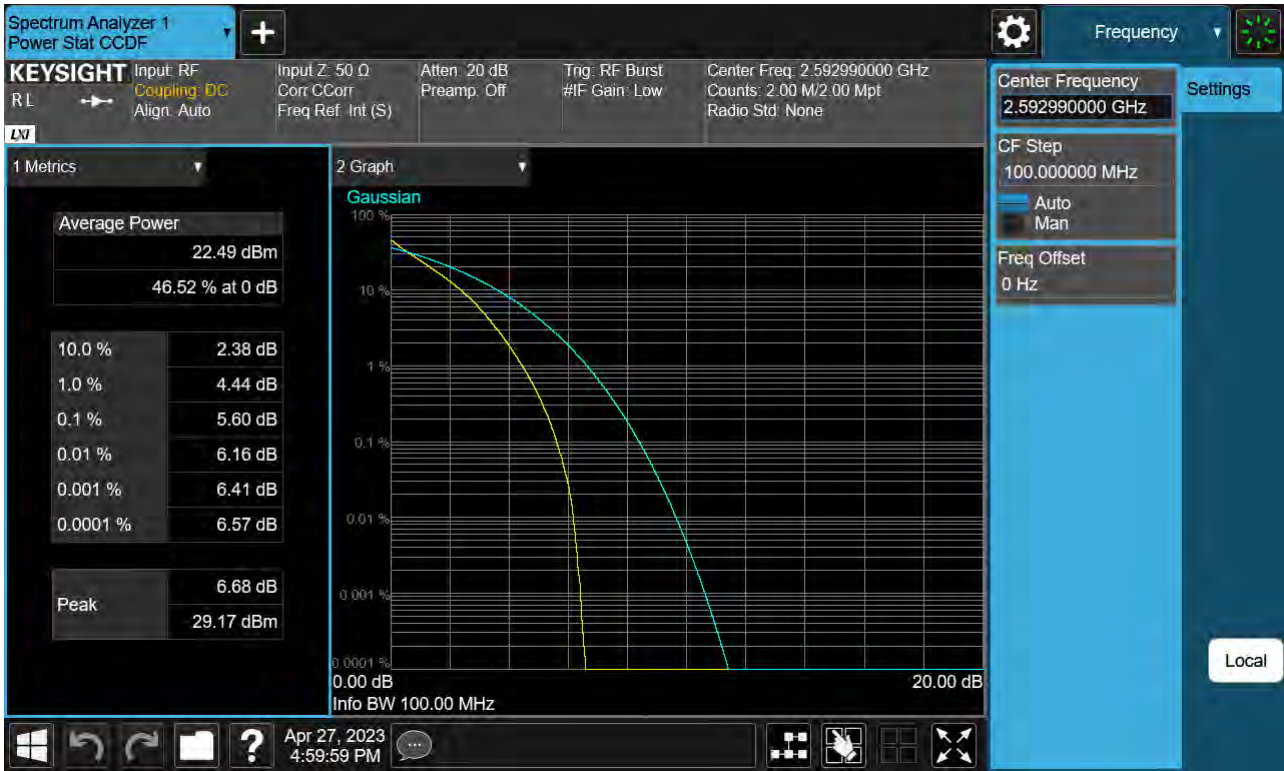 Spectrum Analyzer 1
Power Stat CCDF
+
Frequency
KEYSIGHT
RL
LXI
Input: RF
Coupling: DC
Align: Auto
Input Z: 50 Ω
Corr CCorr
Freq Ref: Int (S)
Atten: 20 dB
Preamp: Off
Trig: RF Burst
#IF Gain: Low
Center Freq: 2.592990000 GHz
Counts: 2.00 M/2.00 Mpt
Radio Std: None
Center Frequency
2.592990000 GHz
Settings
CF Step
100.000000 MHz
Auto
Man
Freq Offset
0 Hz
1 Metrics
Average Power
22.49 dBm
46.52 % at 0 dB
10.0 % 2.38 dB
1.0 % 4.44 dB
0.1 % 5.60 dB
0.01 % 6.16 dB
0.001 % 6.41 dB
0.0001 % 6.57 dB
Peak 6.68 dB
29.17 dBm
2 Graph
Gaussian
100 %
10 %
1 %
0.1 %
0.01 %
0.001 %
0.0001 %
0.00 dB 20.00 dB
Info BW 100.00 MHz
Local
?
Apr 27, 2023
4:59:59 PM